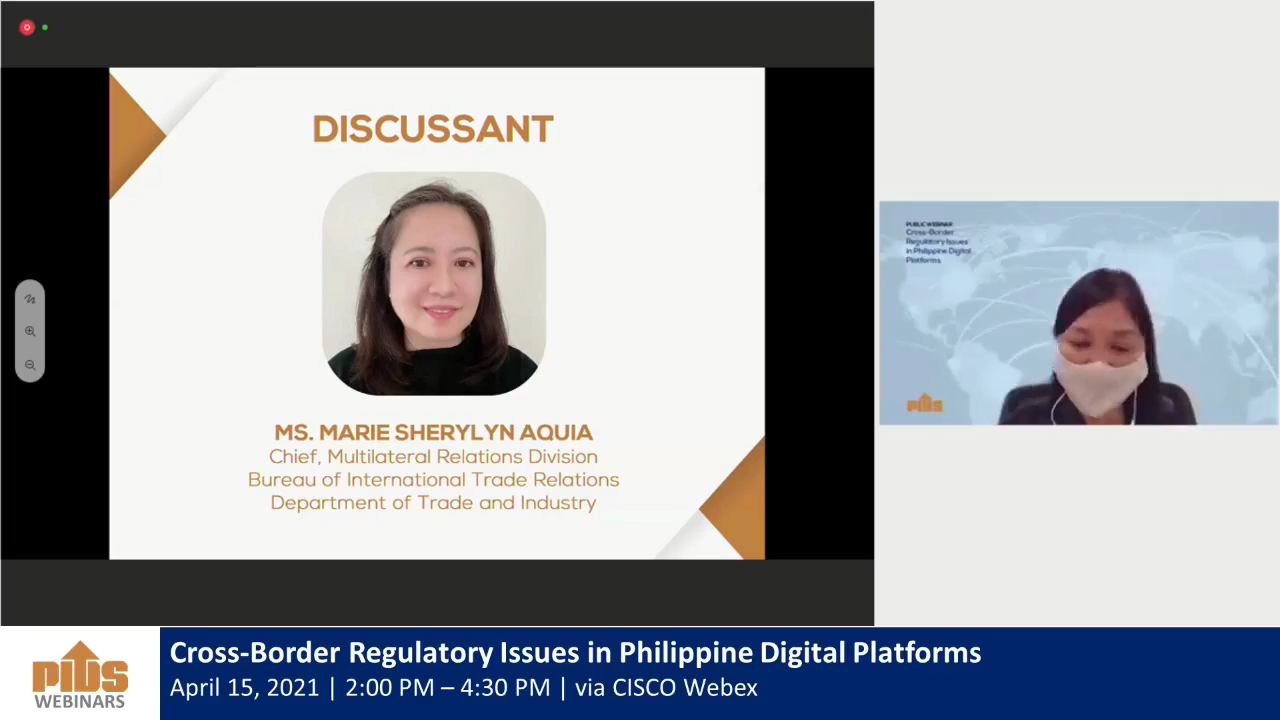 DISCUSSANT
MS. MARIE SHERYLYN AQUIA
Chief, Multilateral Relations Division
Bureau of International Trade Relations
Department of Trade and Industry
PUBLIC WEBINAR
Cross-Border
Regulatory Issues
in Philippine Digital
Platforms
PIDS
PIDS
WEBINARS
Cross-Border Regulatory Issues in Philippine Digital Platforms
April 15, 2021 | 2:00 PM – 4:30 PM | via CISCO Webex